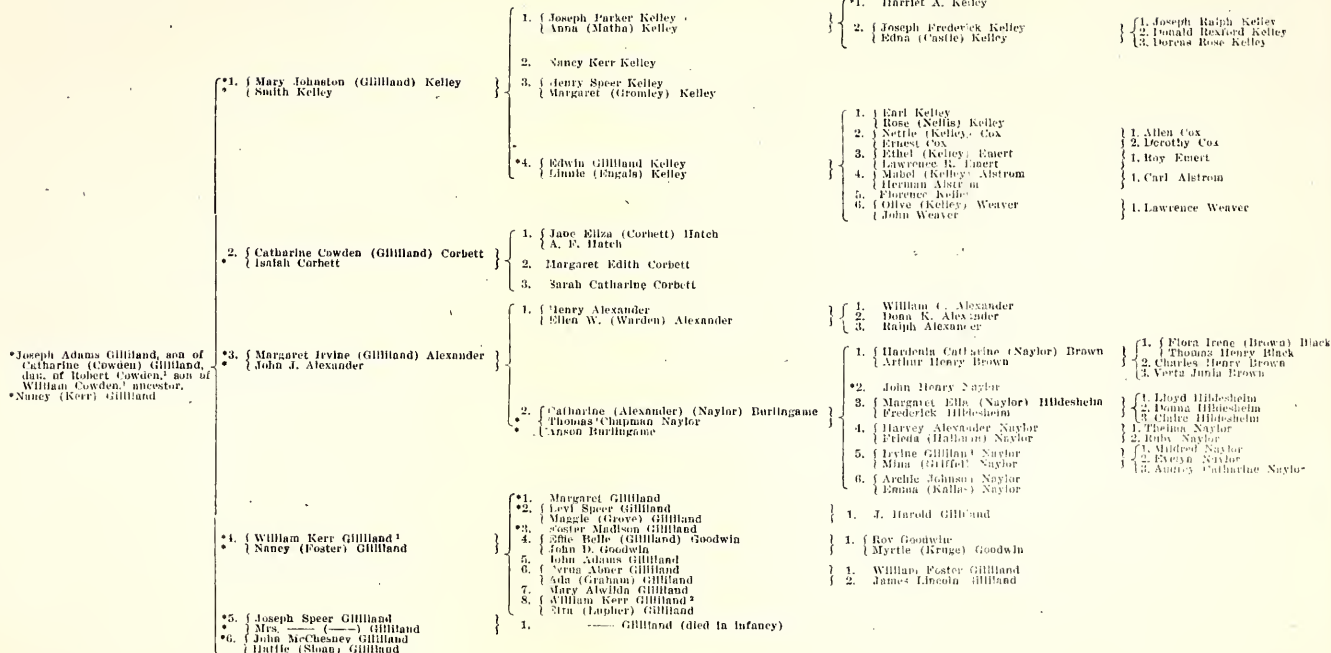 *Joseph Adams Gilliland, son of
Catharine (Cowden) Gilliland,
dau. of Robert Cowden,¹ son of
William Cowden,¹ ancestor.
*Nancy (Kerr) Gilliland
*1. { Mary Johnston (Gilliland) Kelley
* { Smith Kelley
2. { Catharine Cowden (Gilliland) Corbett
* { Isaiah Corbett
*3. { Margaret Irvine (Gilliland) Alexander
* { John J. Alexander
*4. { William Kerr Gilliland ¹
* { Nancy (Foster) Gilliland
*5. { Joseph Speer Gilliland
* { Mrs. —— (——) Gilliland
*6. { John McChesney Gilliland
{ Hattie (Sloan) Gilliland
1. { Joseph Parker Kelley
{ Anna (Matha) Kelley
2. Nancy Kerr Kelley
3. { Henry Speer Kelley
{ Margaret (Gromley) Kelley
*4. { Edwin Gilliland Kelley
{ Linnie (Engals) Kelley
1. { Jane Eliza (Corbett) Hatch
{ A. F. Hatch
2. Margaret Edith Corbett
3. Sarah Catharine Corbett
1. { Henry Alexander
{ Ellen W. (Warden) Alexander
2. { Catharine (Alexander) (Naylor) Burlingame
* { Thomas Chapman Naylor
* { Anson Burlingame
*1. Margaret Gilliland
*2. { Levi Speer Gilliland
{ Maggie (Grove) Gilliland
*3. Foster Madison Gilliland
4. { Effie Belle (Gilliland) Goodwin
{ John D. Goodwin
5. John Adams Gilliland
6. { Cyrus Abner Gilliland
{ Ada (Graham) Gilliland
7. Mary Alwilda Gilliland
8. { William Kerr Gilliland ²
{ (Lupher) Gilliland
1. —— Gilliland (died in infancy)
*1. Harriet A. Kelley
2. { Joseph Frederick Kelley
{ Edna (Castle) Kelley
1. { Earl Kelley
{ Rose (Nellis) Kelley
2. { Nettie (Kelley) Cox
{ Ernest Cox
3. { Ethel (Kelley) Emert
{ Lawrence R. Emert
4. { Mabel (Kelley) Alstrom
{ Herman Alstrom
5. Florence Kelley
6. { Olive (Kelley) Weaver
{ John Weaver
1. William Alexander
2. Donn K. Alexander
3. Ralph Alexander
1. { Hardenia Catharine (Naylor) Brown
{ Arthur Henry Brown
*2. John Henry Naylor
3. { Margaret Ella (Naylor) Hildesheim
{ Frederick Hildesheim
4. { Harvey Alexander Naylor
{ Frieda Naylor
5. { Irvine Gilliland Naylor
{ Mina Naylor
6. { Archie Johnson Naylor
{ Emma Naylor
1. J. Harold Gilliland
1. { Roy Goodwin
{ Myrtle (Kruge) Goodwin
1. William Foster Gilliland
2. James Lincoln Gilliland
1. Joseph Ralph Kelley
2. Donald Rexford Kelley
3. Dorcas Rose Kelley
1. Allen Cox
2. Dorothy Cox
1. Roy Emert
1. Carl Alstrom
1. Lawrence Weaver
1. { Flora Irene (Brown) Black
{ Thomas Henry Black
2. Charles Henry Brown
3. Verta Junia Brown
1. Lloyd Hildesheim
2. Donna Hildesheim
3. Claire Hildesheim
1. Thelma Naylor
2. Ruby Naylor
1. Mildred Naylor
2. Evelyn Naylor
3. Audrey Catharine Naylor